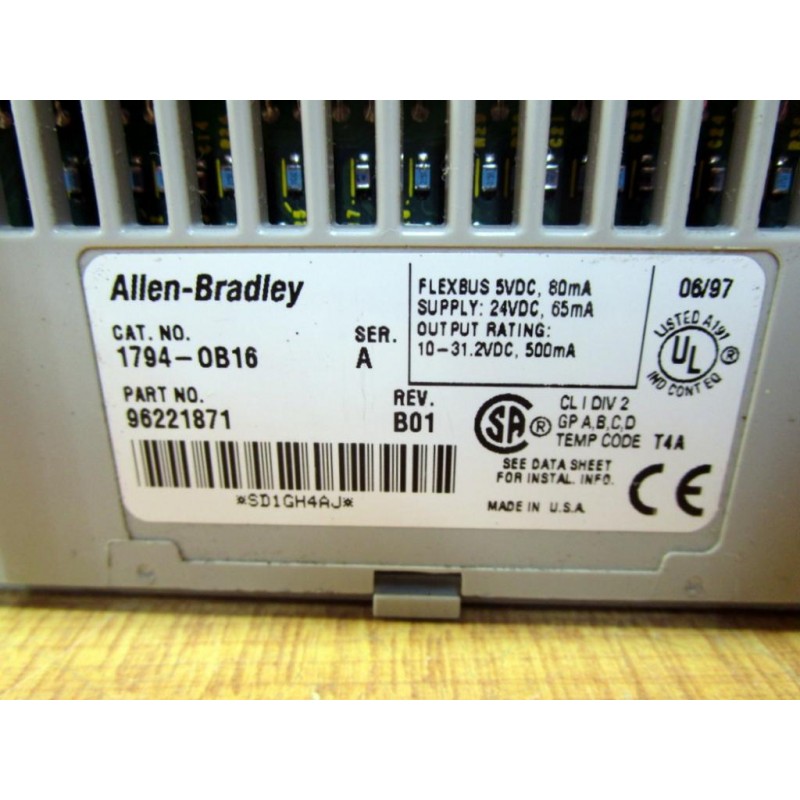 Allen-Bradley
CAT. NO.
1794-OB16
SER.
A
PART NO.
96221871
REV.
B01
*SD1GH4AJ*
FLEXBUS 5VDC, 80mA
SUPPLY: 24VDC, 65mA
OUTPUT RATING:
10-31.2VDC, 500mA
06/97
LISTED A197
UL ®
IND CONT EQ
SA ®
CL I DIV 2
GP A,B,C,D
TEMP CODE T4A
SEE DATA SHEET
FOR INSTAL. INFO.
MADE IN U.S.A.
CE